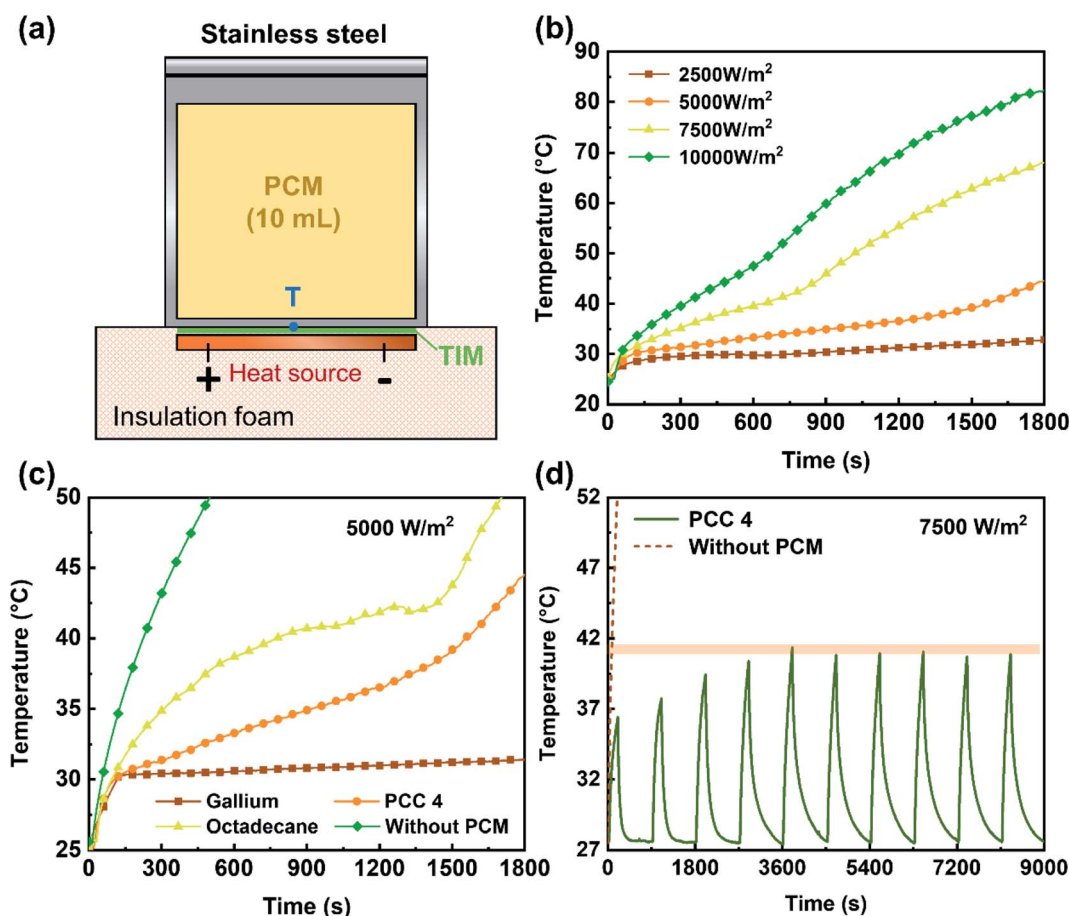 (a)
Stainless steel
PCM
(10 mL)
T
TIM
+
Heat source
-
Insulation foam
(b)
90
80
70
60
50
40
30
20
Temperature (°C)
2500W/m²
5000W/m²
7500W/m²
10000W/m²
0
300
600
900
1200
1500
1800
Time (s)
(c)
50
45
40
35
30
25
Temperature (°C)
5000 W/m²
Gallium
PCC 4
Octadecane
Without PCM
0
300
600
900
1200
1500
1800
Time (s)
(d)
52
47
42
37
32
27
Temperature (°C)
PCC 4
7500 W/m²
Without PCM
0
1800
3600
5400
7200
9000
Time (s)